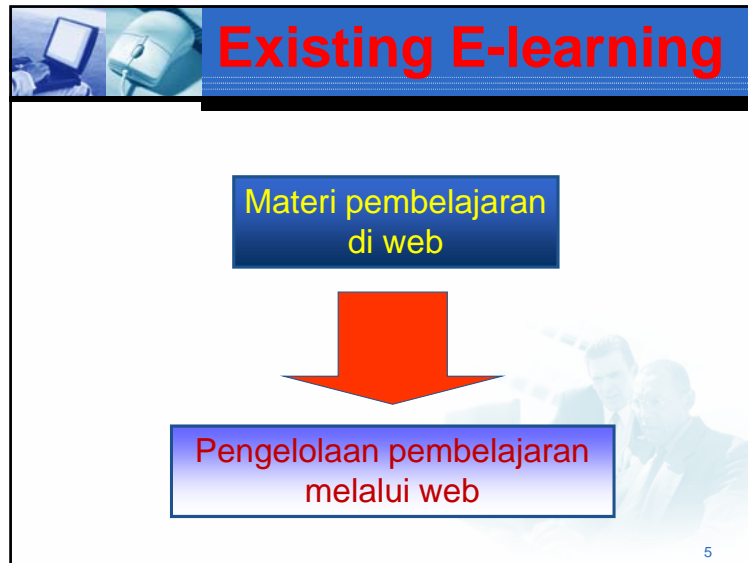 Existing E-learning
Materi pembelajaran
di web
Pengelolaan pembelajaran
melalui web
5